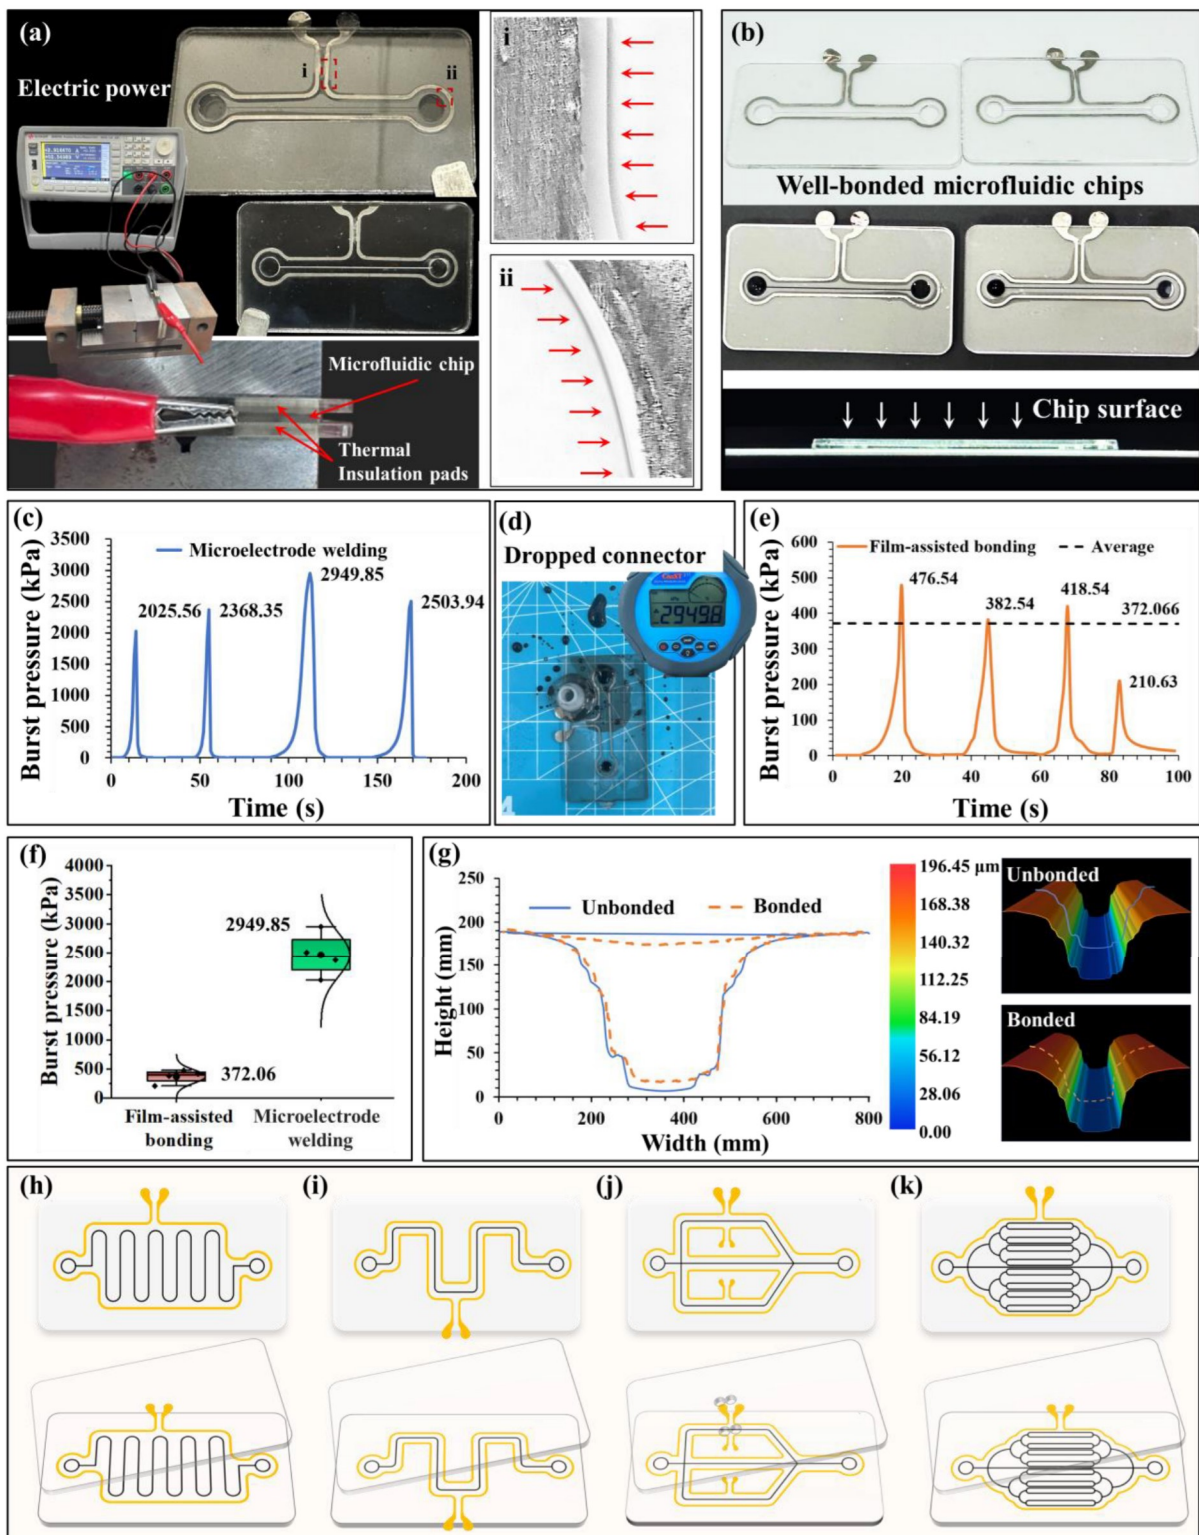 (a)
Electric power
i
ii
Microfluidic chip
Thermal
Insulation pads
i
ii
(b)
Well-bonded microfluidic chips
Chip surface
(c)
Burst pressure (kPa)
3500
3000
2500
2000
1500
1000
500
0
Microelectrode welding
2025.56
2368.35
2949.85
2503.94
0
50
100
150
200
Time (s)
(d)
Dropped connector
2949.8
(e)
Burst pressure (kPa)
600
500
400
300
200
100
0
Film-assisted bonding
Average
476.54
382.54
418.54
372.066
210.63
0
20
40
60
80
100
Time (s)
(f)
Burst pressure (kPa)
4000
3500
3000
2500
2000
1500
1000
500
0
2949.85
372.06
Film-assisted
bonding
Microelectrode
welding
(g)
Height (mm)
250
200
150
100
50
0
Unbonded
Bonded
0
200
400
600
800
Width (mm)
196.45 μm
168.38
140.32
112.25
84.19
56.12
28.06
0.00
Unbonded
Bonded
(h)
(i)
(j)
(k)